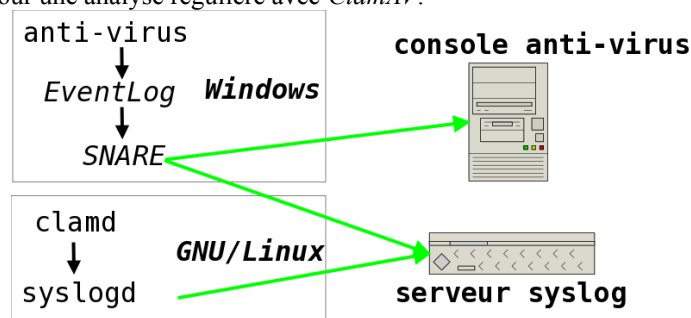 our une analyse régulière avec ClamAV.
anti-virus
EventLog
Windows
SNARE
console anti-virus
clamd
GNU/Linux
syslogd
serveur syslog